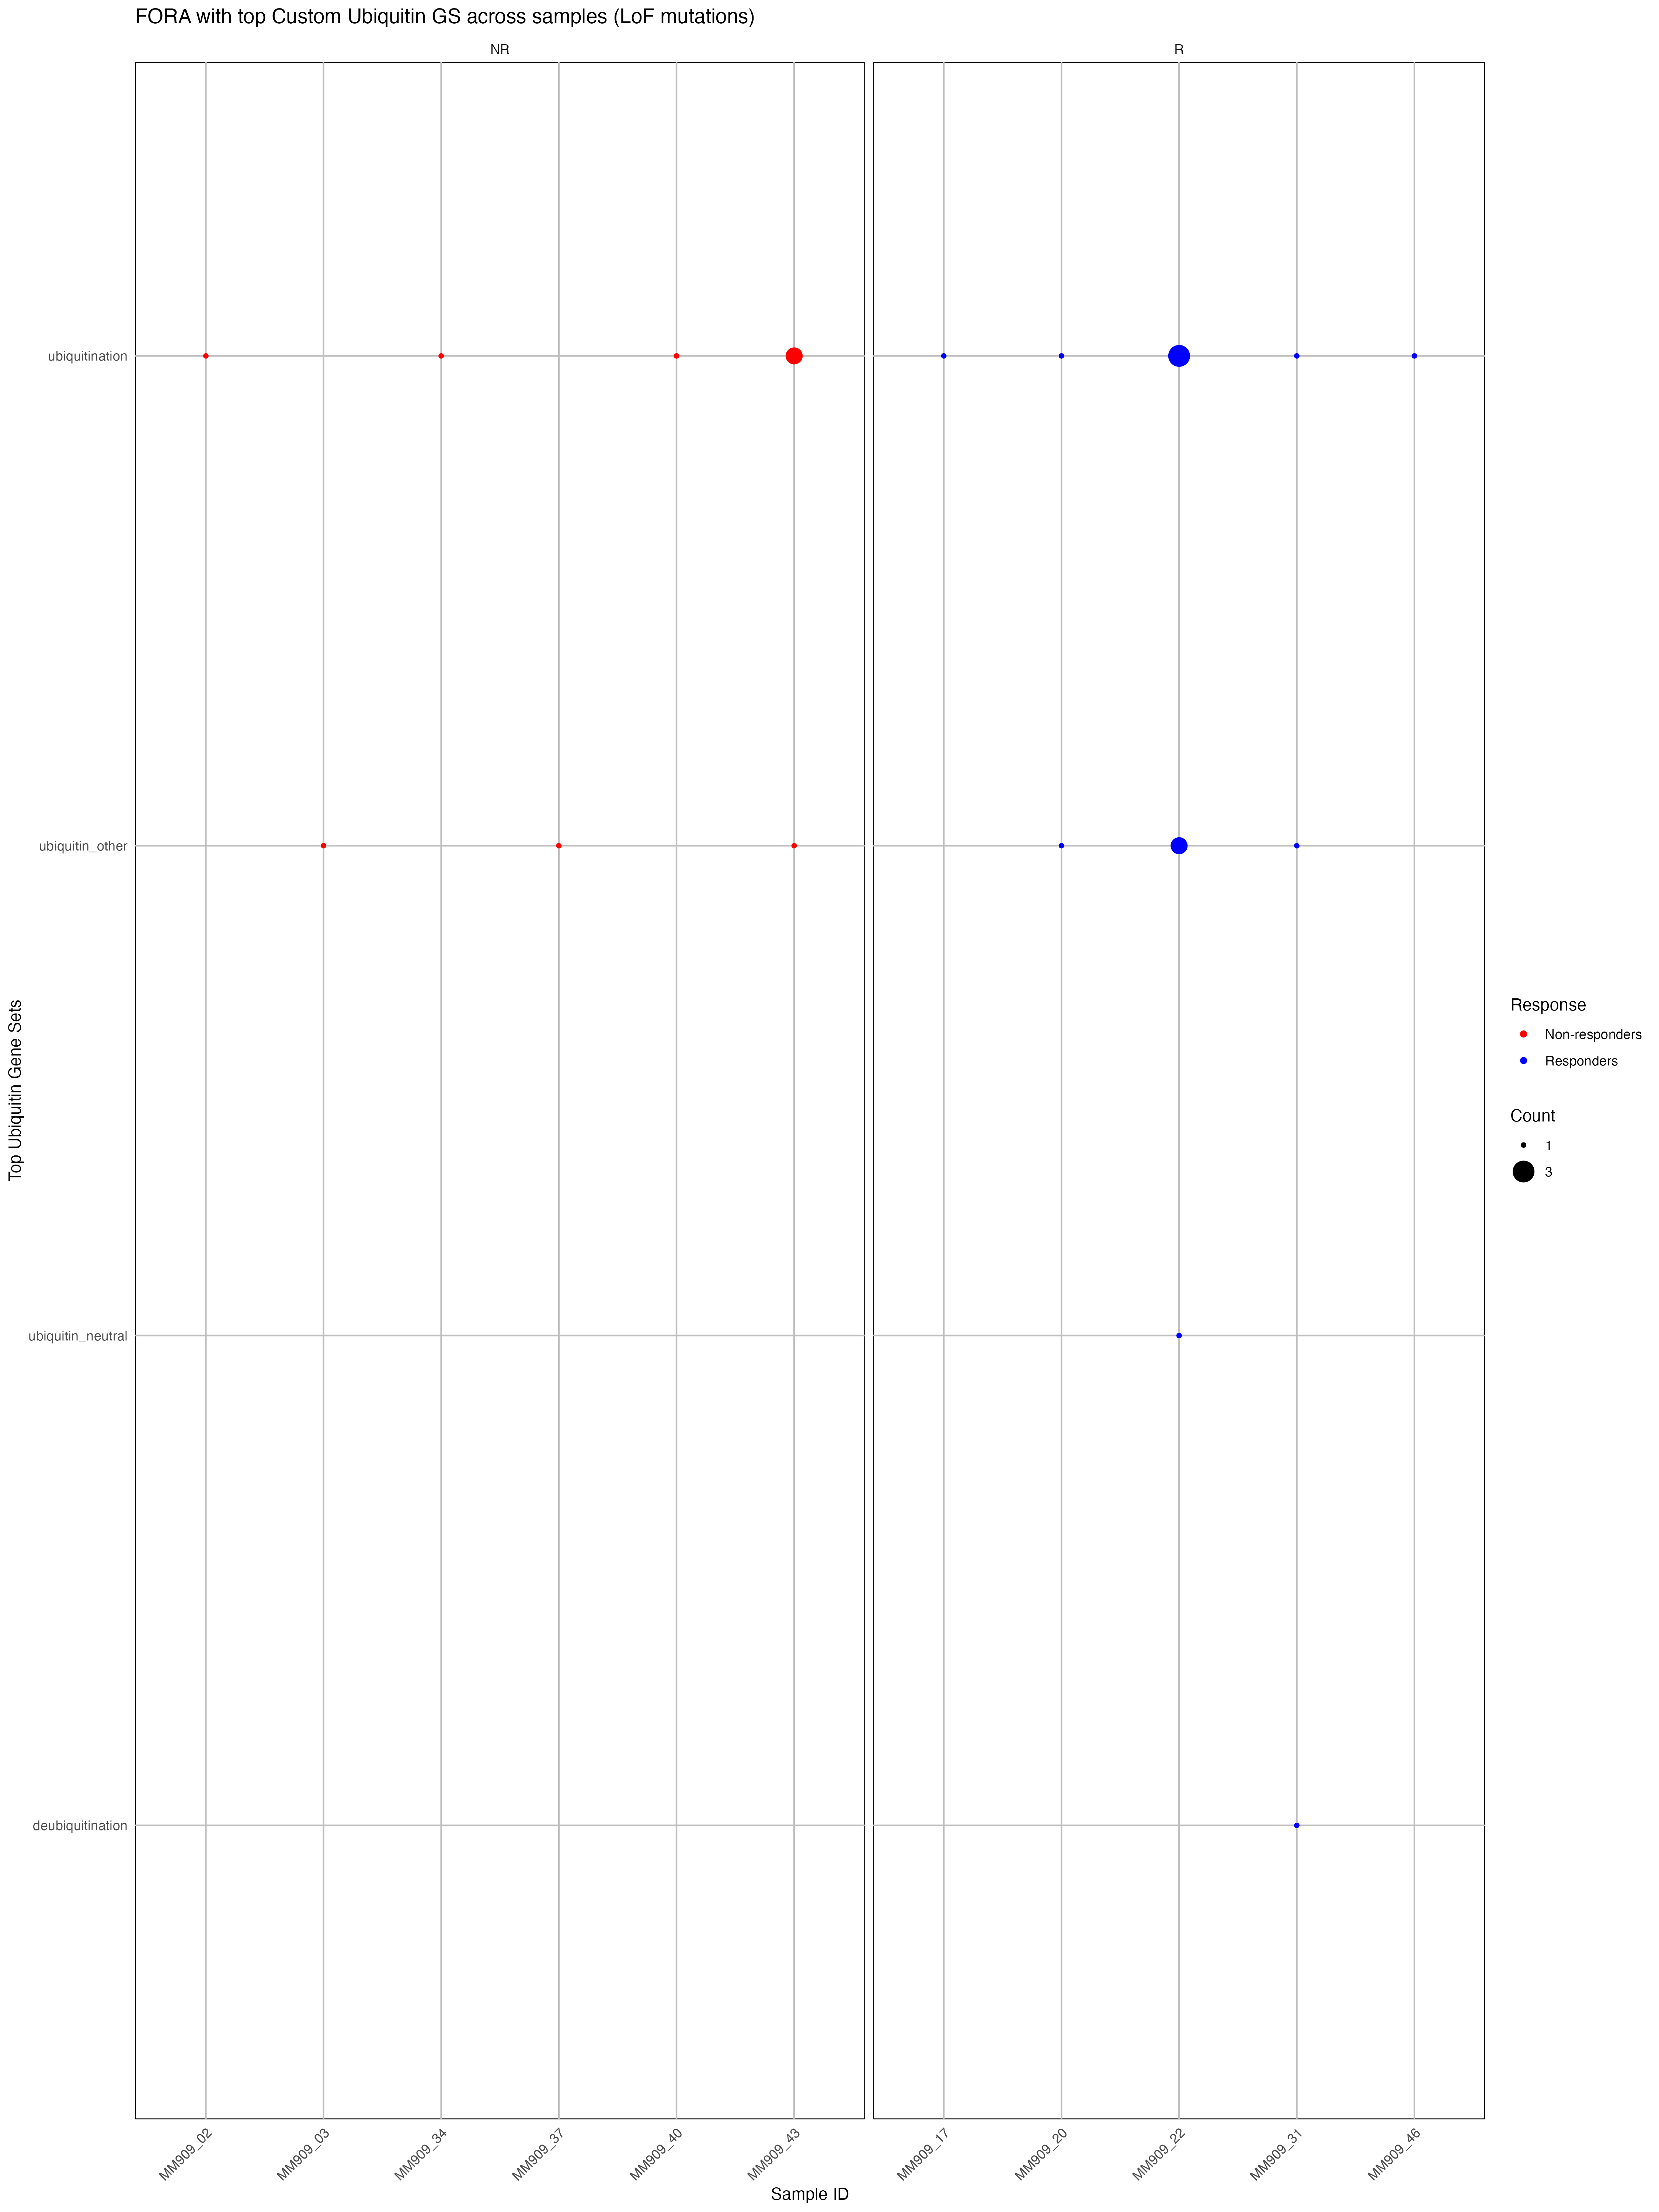 FORA with top Custom Ubiquitin GS across samples (LoF mutations)
NR
R
ubiquitination
ubiquitin_other
ubiquitin_neutral
deubiquitination
Top Ubiquitin Gene Sets
MM909_02
MM909_03
MM909_34
MM909_37
MM909_40
MM909_43
MM909_17
MM909_20
MM909_22
MM909_31
MM909_46
Sample ID
Response
Non-responders
Responders
Count
1
3